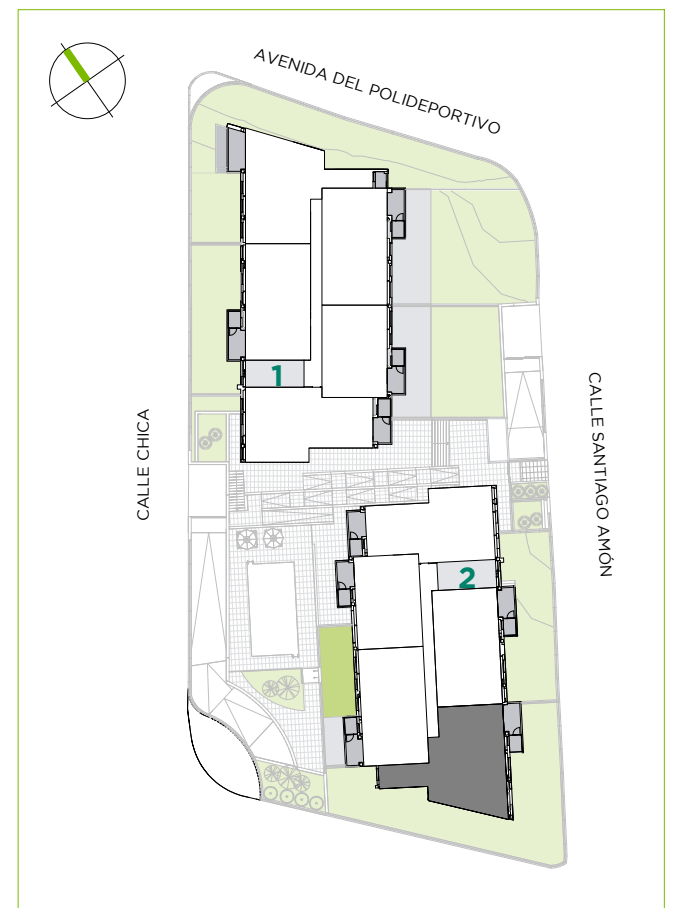 AVENIDA DEL POLIDEPORTIVO
1
CALLE CHICA
CALLE SANTIAGO AMÓN
2